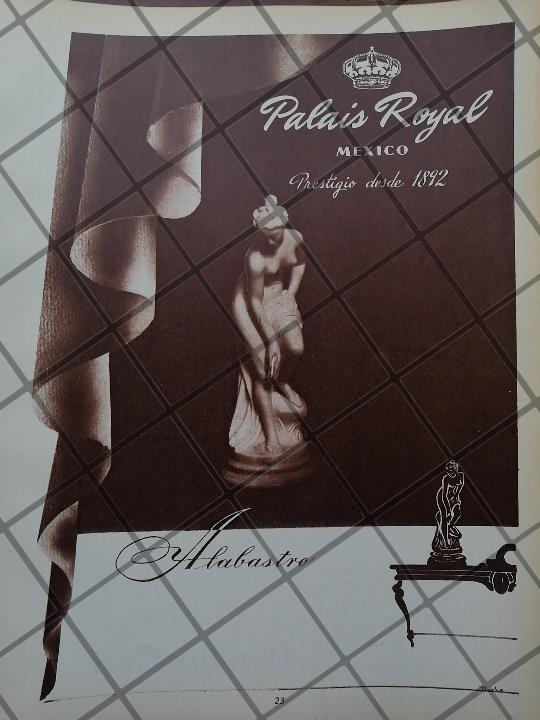 Palais Royal
MEXICO
Prestigio desde 1892
Alabastro
23